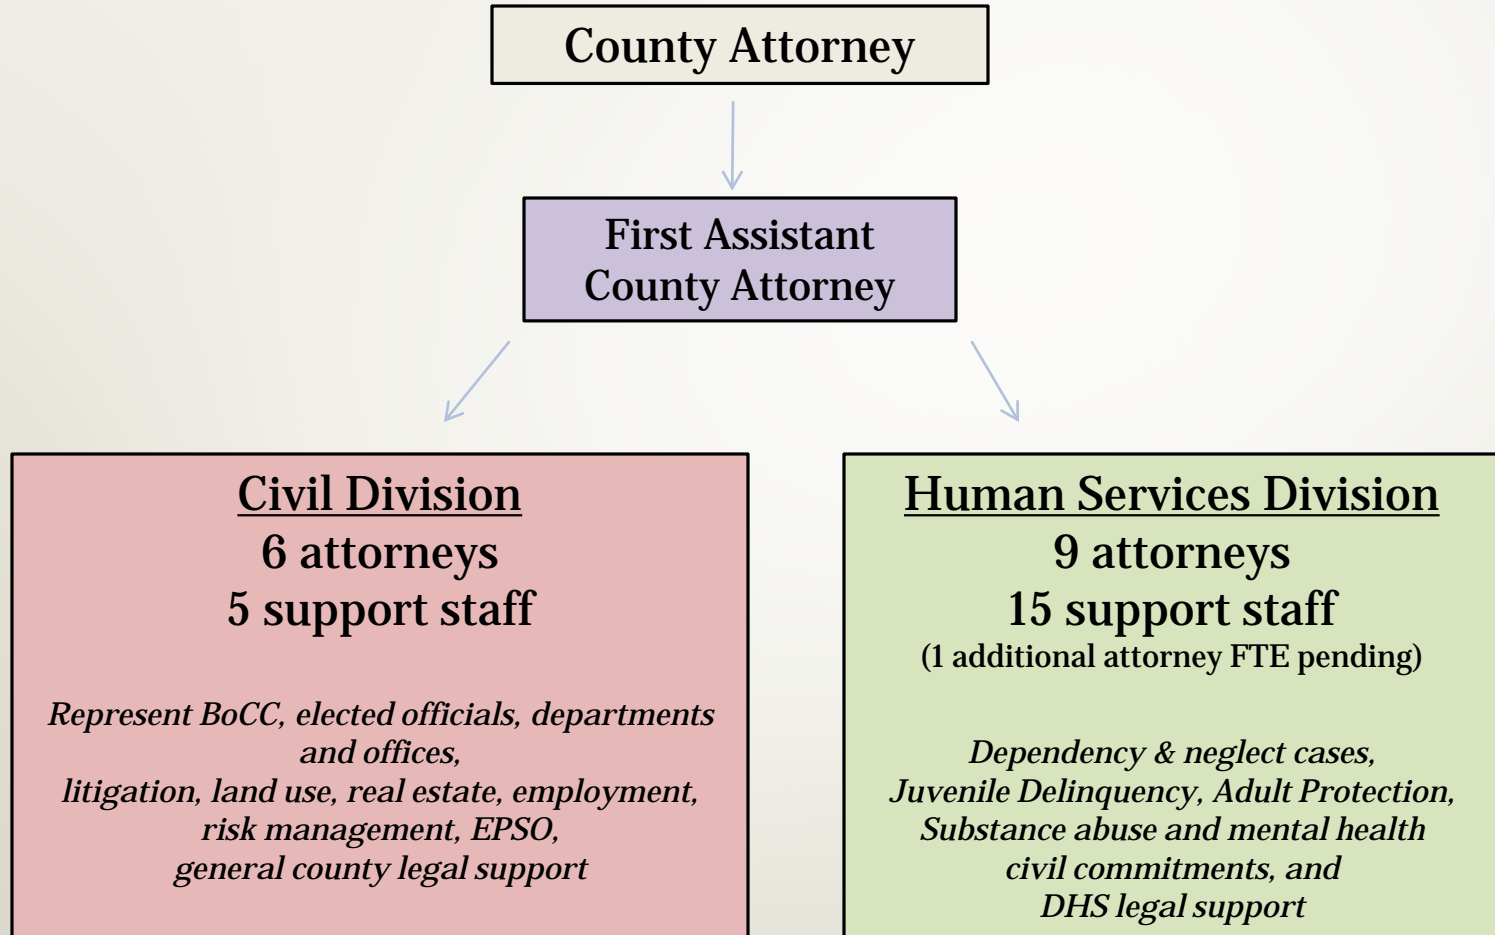 County Attorney
First Assistant
County Attorney
Civil Division
6 attorneys
5 support staff
Represent BoCC, elected officials, departments
and offices,
litigation, land use, real estate, employment,
risk management, EPSO,
general county legal support
Human Services Division
9 attorneys
15 support staff
(1 additional attorney FTE pending)
Dependency & neglect cases,
Juvenile Delinquency, Adult Protection,
Substance abuse and mental health
civil commitments, and
DHS legal support